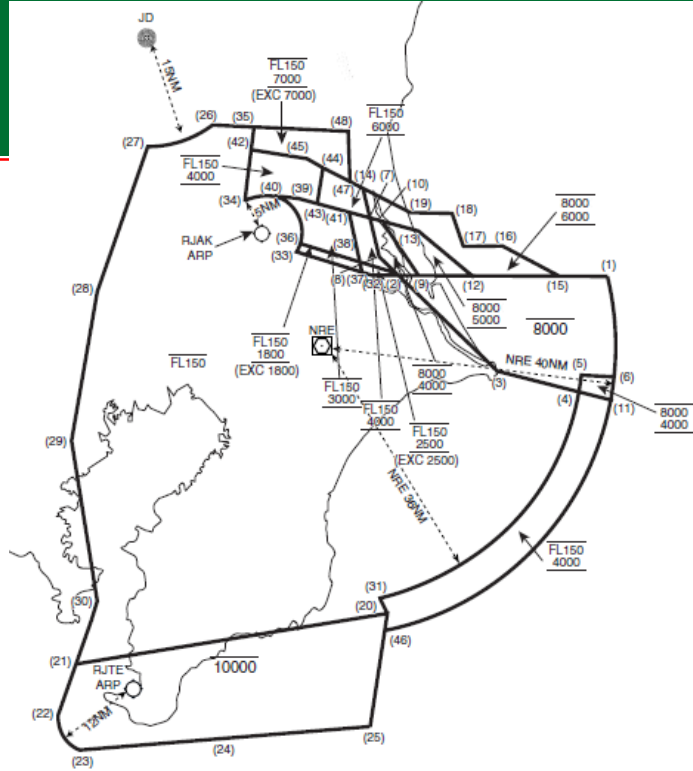 JD
15NM
(26)
(35)
FL150
7000
(EXC 7000)
(48)
FL150
6000
(27)
(42)
(45)
(44)
FL150
4000
(14)
(7)
(47)
(10)
(34)
(40)
(39)
5NM
(43)
(41)
(19)
(18)
8000
6000
RJAK
ARP
(36)
(38)
(13)
(17)
(16)
(33)
(8)
(37)
(32)
(2)
(9)
(12)
(15)
(1)
(28)
8000
5000
8000
FL150
1800
(EXC 1800)
NRE
NRE 40NM
(5)
(6)
FL150
(3)
8000
4000
FL150
3000
(4)
(11)
8000
4000
FL150
4000
FL150
2500
(EXC 2500)
(29)
NRE 36NM
FL150
4000
(30)
(31)
(20)
(46)
(21)
10000
RJTE
ARP
(22)
12NM
(23)
(24)
(25)